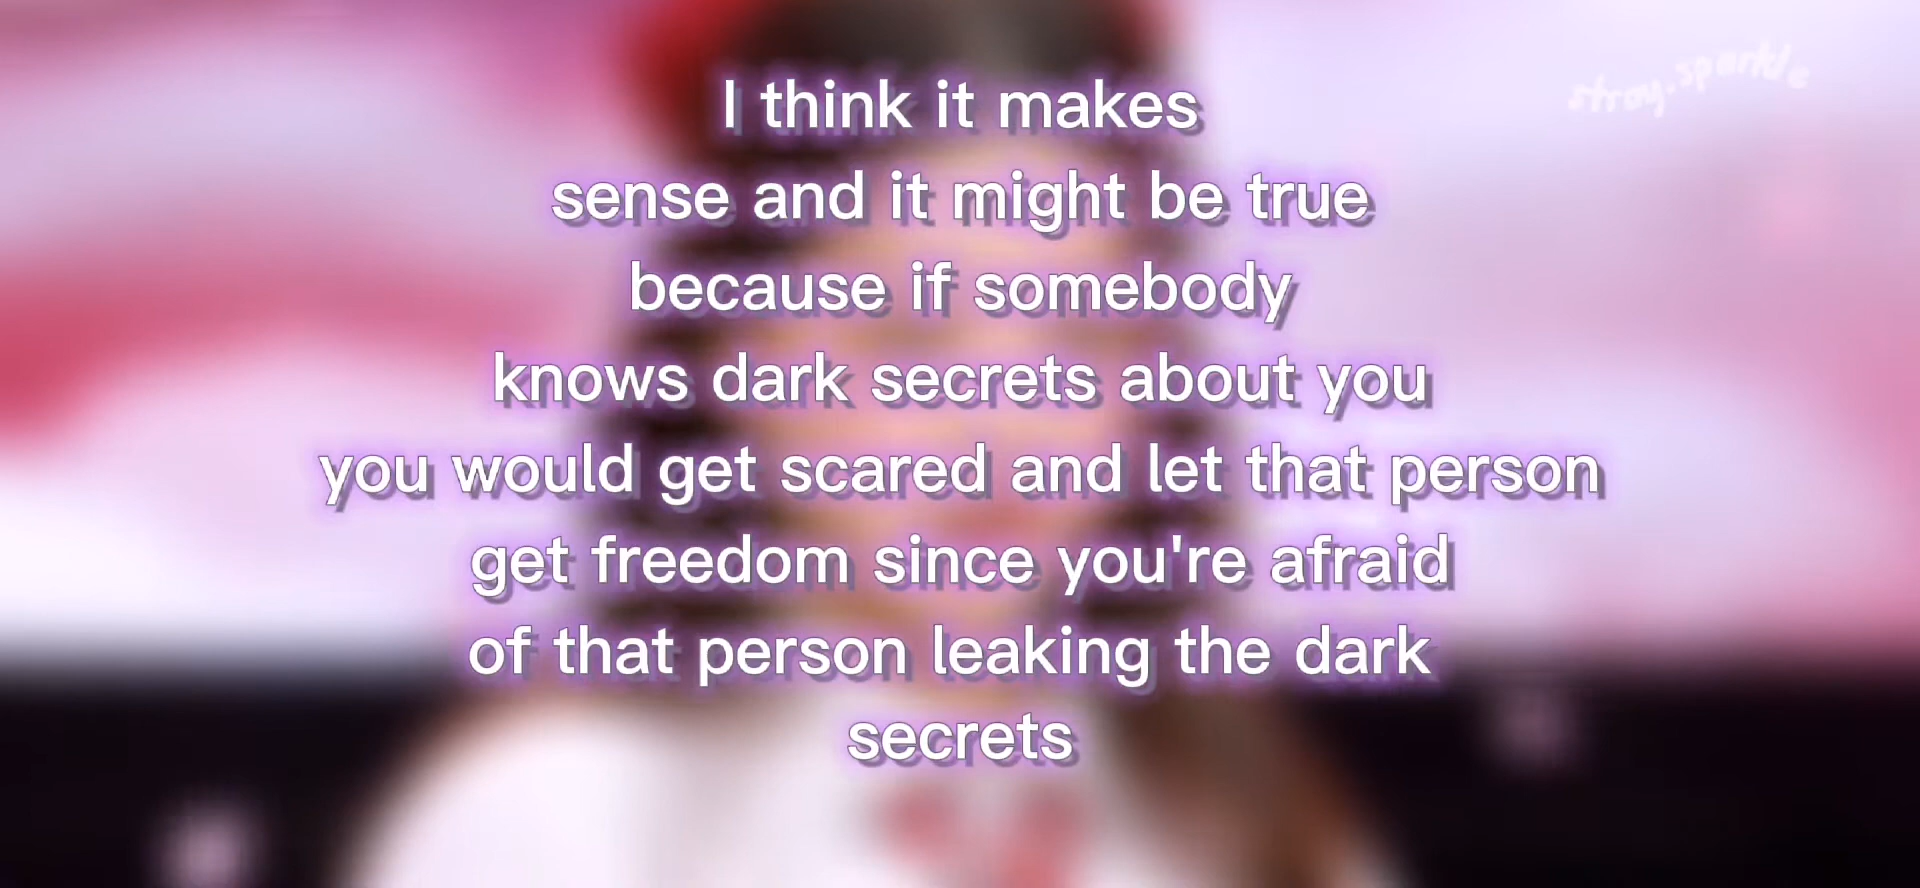 stray.sparkle
I think it makes
sense and it might be true
because if somebody
knows dark secrets about you
you would get scared and let that person
get freedom since you're afraid
of that person leaking the dark
secrets